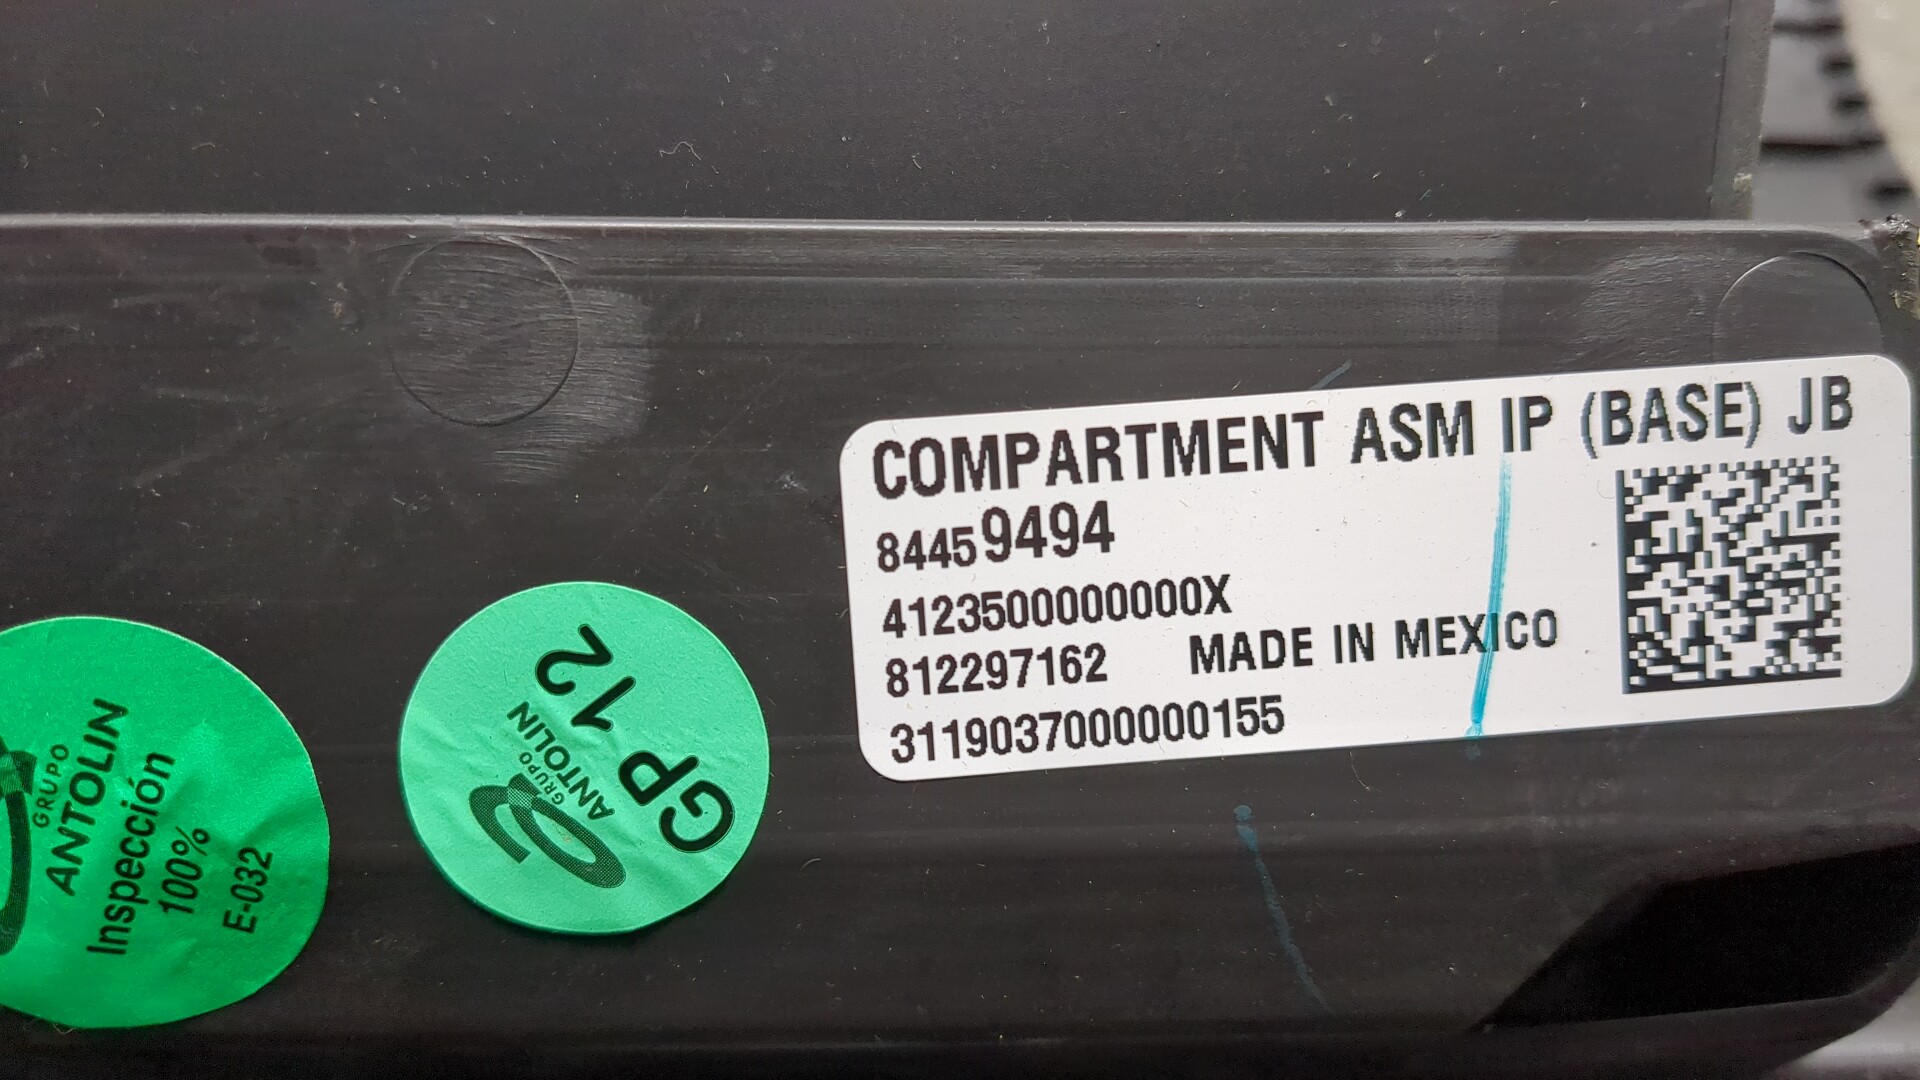 COMPARTMENT ASM IP (BASE) JB
84459494
4123500000000X
812297162 MADE IN MEXICO
3119037000000155
GRUPO
ANTOLIN
Inspección
100%
E-032
GRUPO
ANTOLIN
GP 12